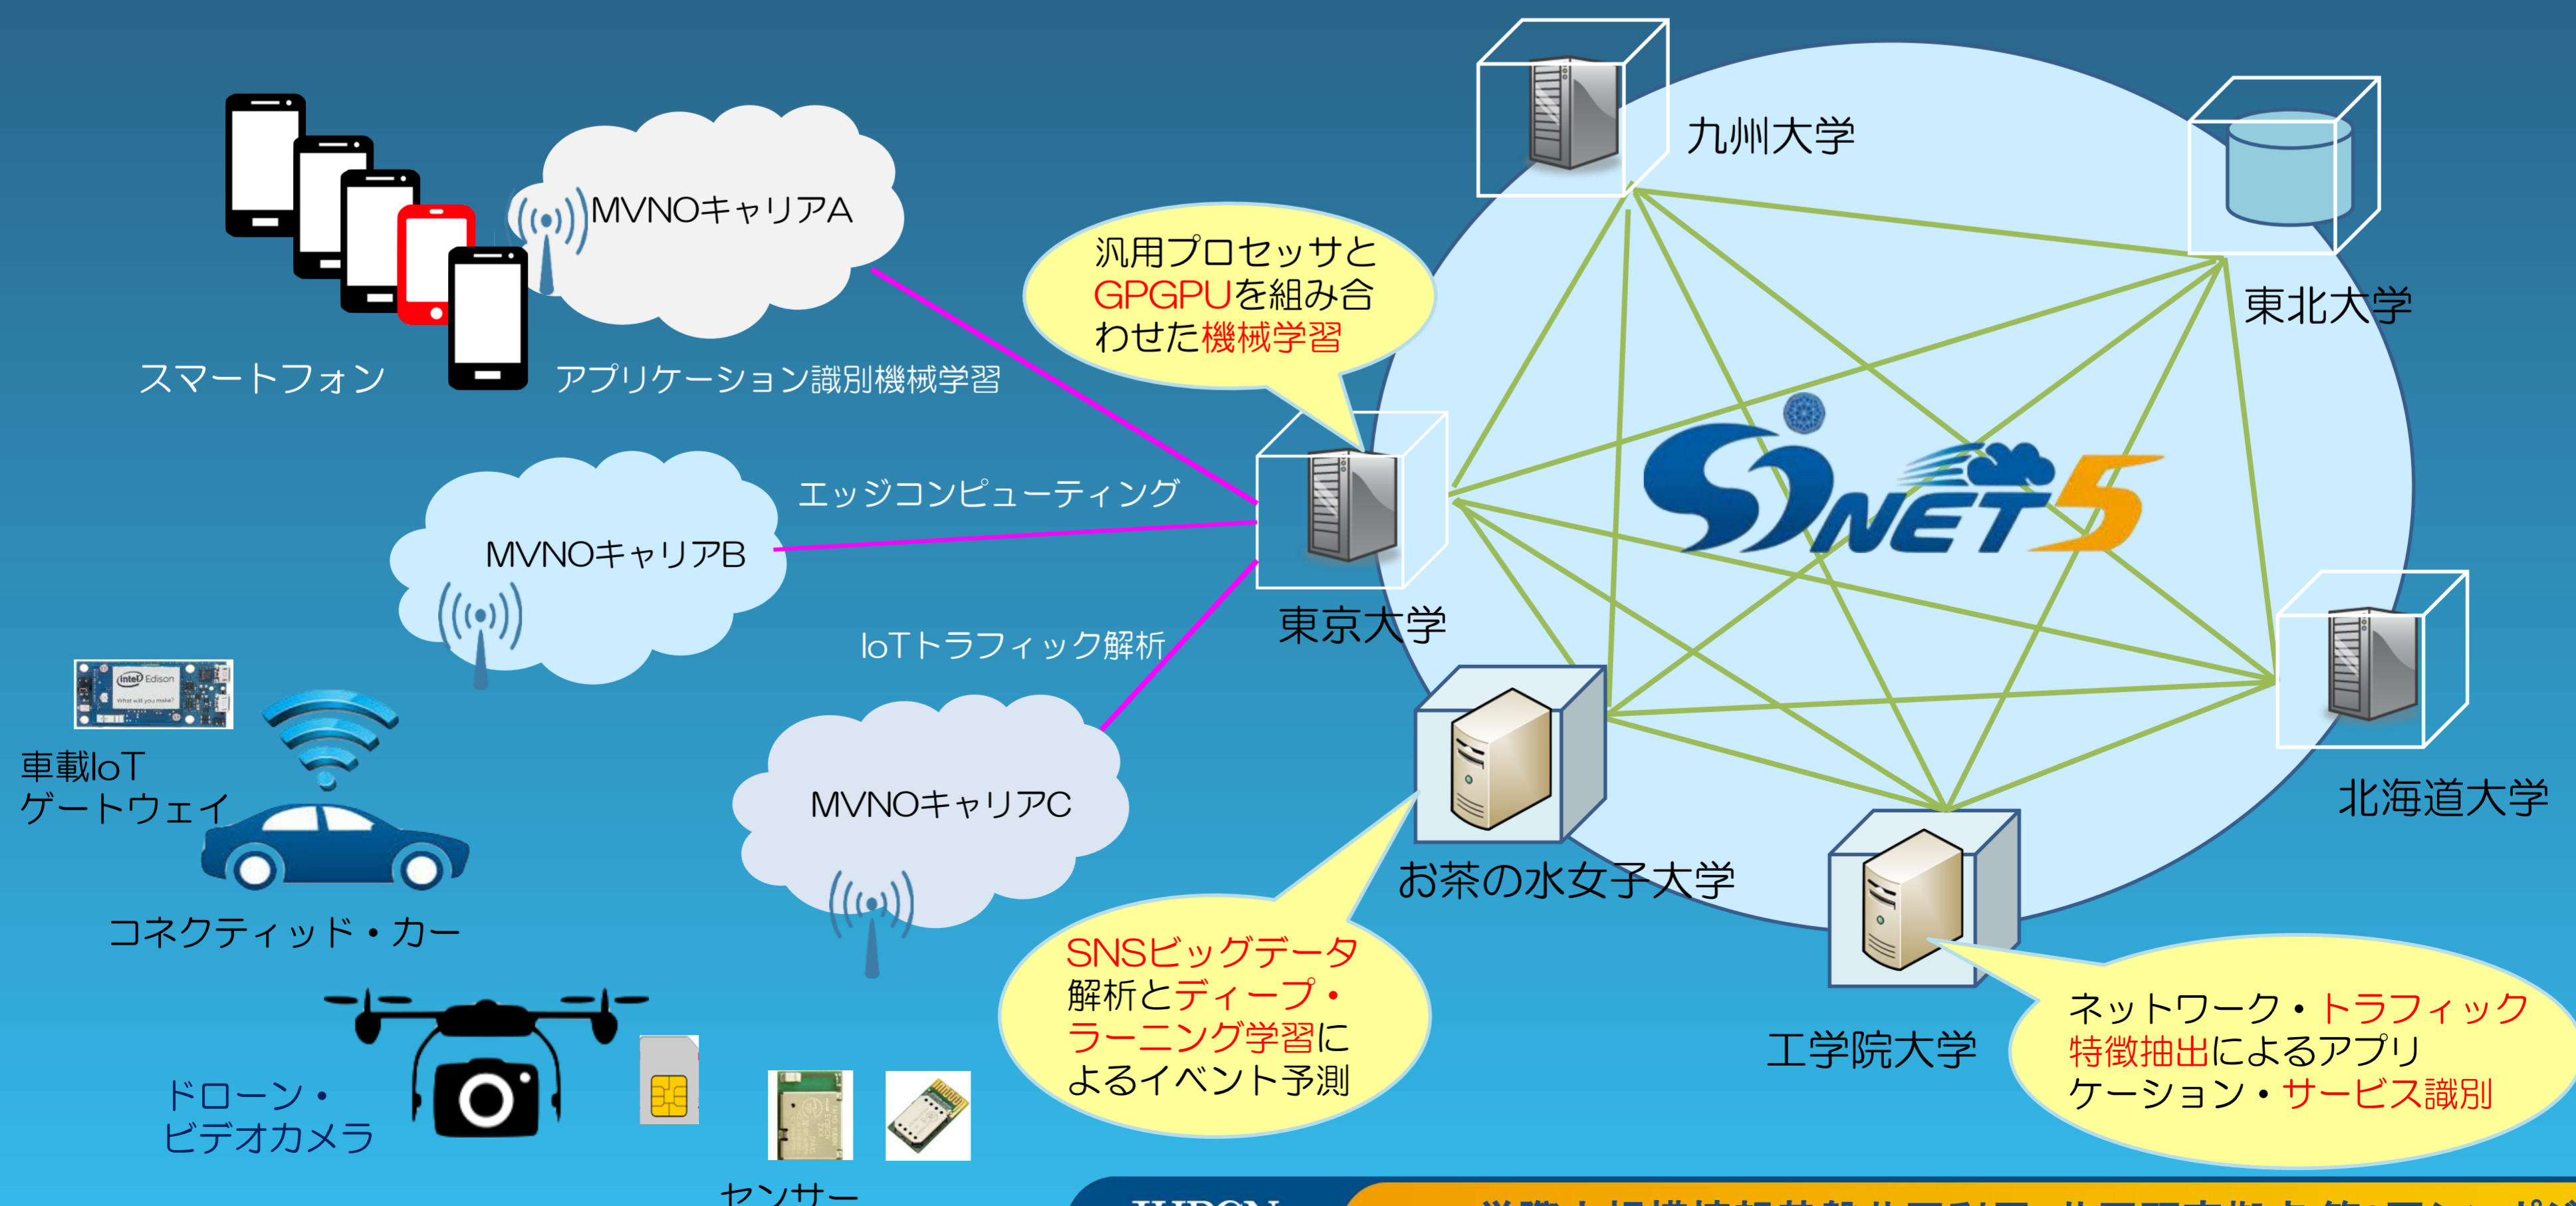 九州大学
東北大学
MVNOキャリアA
汎用プロセッサと
GPGPUを組み合
わせた機械学習
スマートフォン
アプリケーション識別機械学習
エッジコンピューティング
SINET5
MVNOキャリアB
東京大学
IoTトラフィック解析
intel Edison
What will you make?
車載IoT
ゲートウェイ
MVNOキャリアC
北海道大学
お茶の水女子大学
コネクティッド・カー
SNSビッグデータ
解析とディープ・
ラーニング学習に
よるイベント予測
工学院大学
ネットワーク・トラフィック
特徴抽出によるアプリ
ケーション・サービス識別
ドローン・
ビデオカメラ
センサー